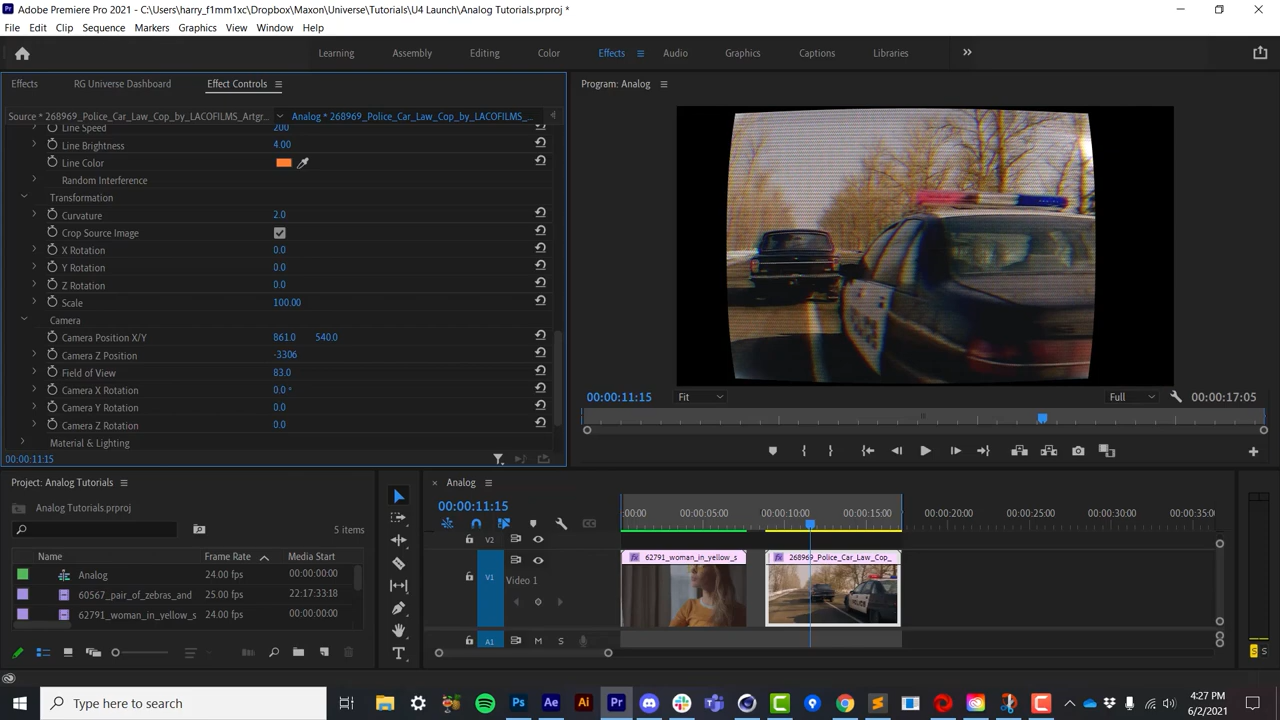 Adobe Premiere Pro 2021 - C:\Users\harry_f1mm1xc\Dropbox\Maxon\Universe\Tutorials\U4 Launch\Analog Tutorials.prproj *
File Edit Clip Sequence Markers Graphics View Window Help
Learning Assembly Editing Color Effects Audio Graphics Captions Libraries
Effects RG Universe Dashboard Effect Controls
Program: Analog
Source * 268969_Police_Car_Law_Cop_by_LACOFILMS_Artgr... Analog * 268969_Police_Car_Law_Cop_by_LACOFILMS_...
Line Speed 200
Line Brightness 4.00
Line Color
Random Interference
Transformation
Curvature 2.0
Crop Source Image
X Rotation 0.0
Y Rotation 0.0
Z Rotation 0.0
Scale 100.00
Camera
Camera Position X/Y 861.0 540.0
Camera Z Position -3306
Field of View 83.0
Camera X Rotation 0.0 °
Camera Y Rotation 0.0
Camera Z Rotation 0.0
Material & Lighting
00:00:11:15
00:00:11:15 Fit Full 00:00:17:05
Project: Analog Tutorials
Analog Tutorials.prproj
5 items
Name Frame Rate Media Start
Analog 24.00 fps 00:00:00:00
60567_pair_of_zebras_and 25.00 fps 22:17:33:18
62791_woman_in_yellow_s 24.00 fps 00:00:00:00
× Analog
00:00:11:15
:00:00 00:00:05:00 00:00:10:00 00:00:15:00 00:00:20:00 00:00:25:00 00:00:30:00 00:00:35:0
V2
fx 62791_woman_in_yellow_s fx 268969_Police_Car_Law_Cop_
V1 Video 1
A1 M S
S S
Type here to search
Ps Ae Ai Pr
4:27 PM
6/2/2021